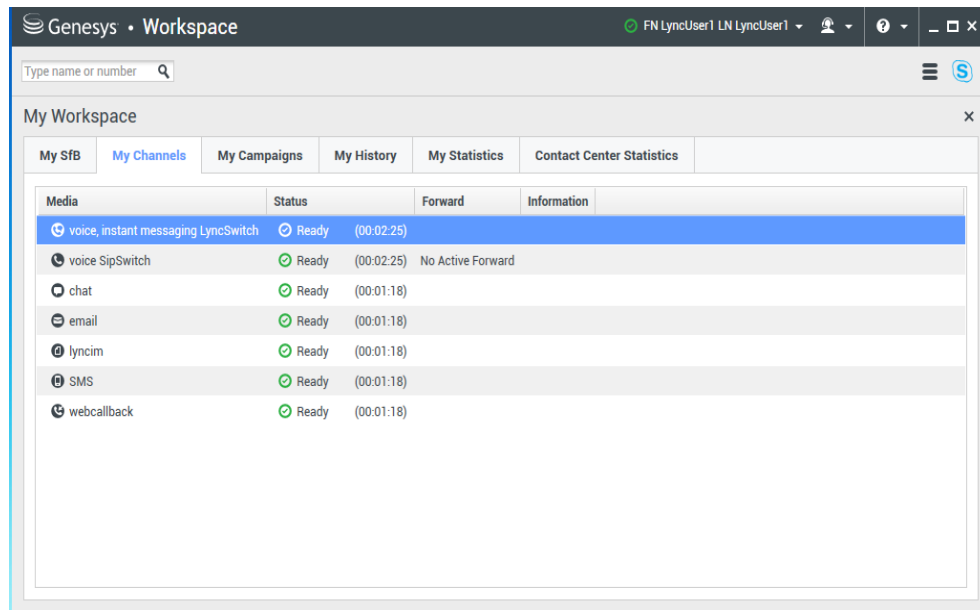 Genesys • Workspace
FN LyncUser1 LN LyncUser1
Type name or number
My Workspace
My SfB My Channels My Campaigns My History My Statistics Contact Center Statistics
Media Status Forward Information
voice, instant messaging LyncSwitch Ready (00:02:25)
voice SipSwitch Ready (00:02:25) No Active Forward
chat Ready (00:01:18)
email Ready (00:01:18)
lyncim Ready (00:01:18)
SMS Ready (00:01:18)
webcallback Ready (00:01:18)